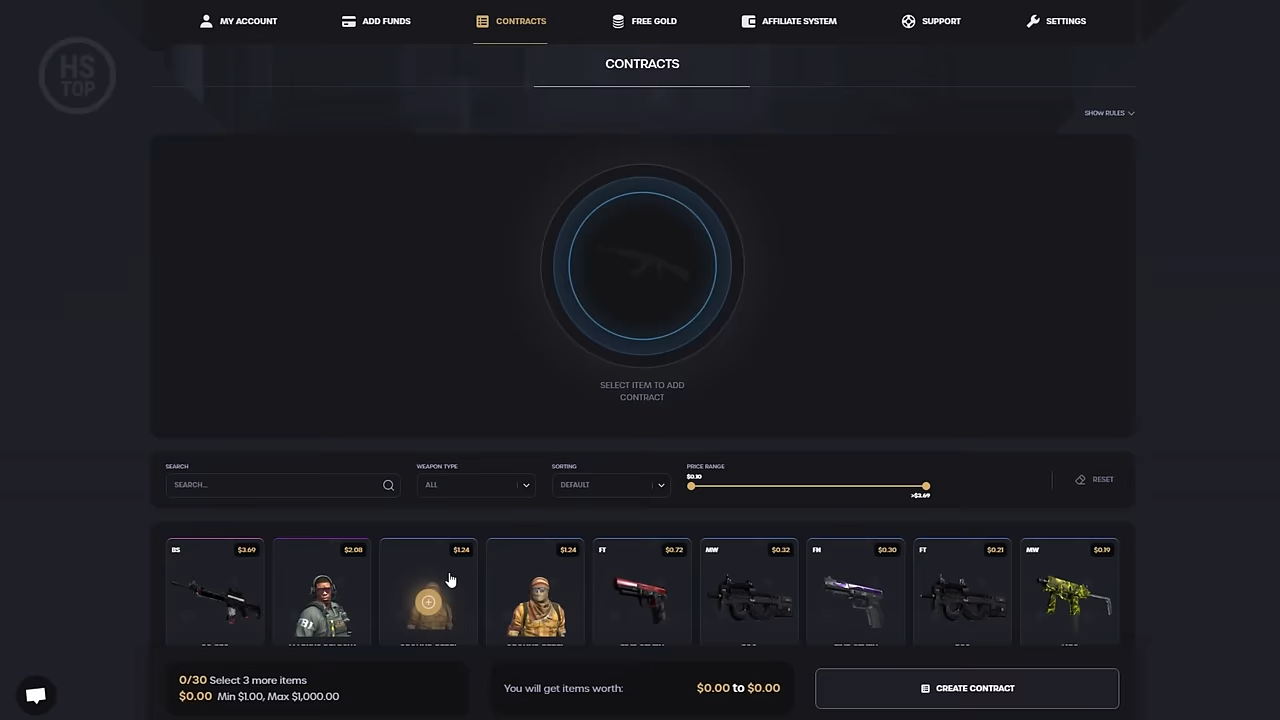 MY ACCOUNT
ADD FUNDS
CONTRACTS
FREE GOLD
AFFILIATE SYSTEM
SUPPORT
SETTINGS
HS
TOP
CONTRACTS
SHOW RULES
SELECT ITEM TO ADD
CONTRACT
SEARCH
WEAPON TYPE
SORTING
PRICE RANGE
$0.10
SEARCH...
ALL
DEFAULT
>$3.69
RESET
BS $3.69
$2.08
$1.24
$1.24
FT $0.72
MW $0.32
FN $0.30
FT $0.21
MW $0.19
0/30 Select 3 more items
$0.00 Min $1.00, Max $1,000.00
You will get items worth: $0.00 to $0.00
CREATE CONTRACT